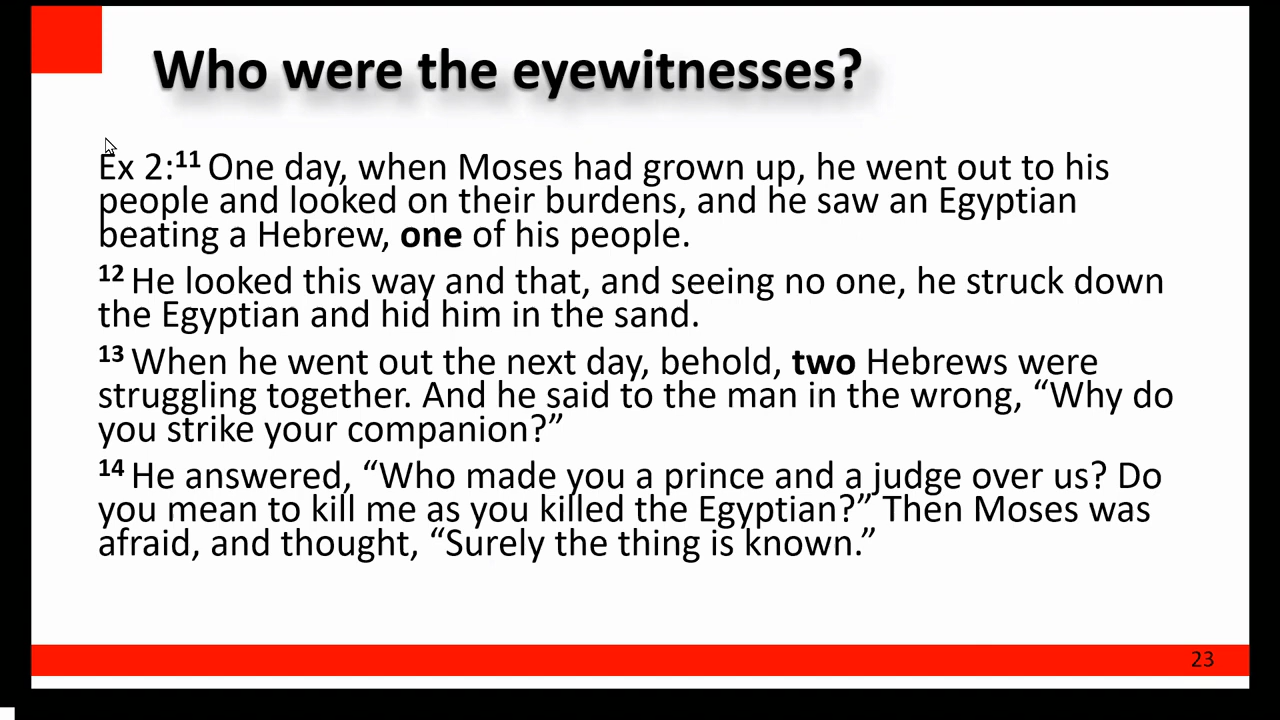 Who were the eyewitnesses?
Ex 2:11 One day, when Moses had grown up, he went out to his
people and looked on their burdens, and he saw an Egyptian
beating a Hebrew, one of his people.
12 He looked this way and that, and seeing no one, he struck down
the Egyptian and hid him in the sand.
13 When he went out the next day, behold, two Hebrews were
struggling together. And he said to the man in the wrong, “Why do
you strike your companion?”
14 He answered, “Who made you a prince and a judge over us? Do
you mean to kill me as you killed the Egyptian?” Then Moses was
afraid, and thought, “Surely the thing is known.”
23